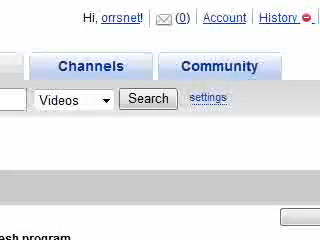 Hi, orrsnet! (0) Account History
Channels Community
Videos Search settings
esh program